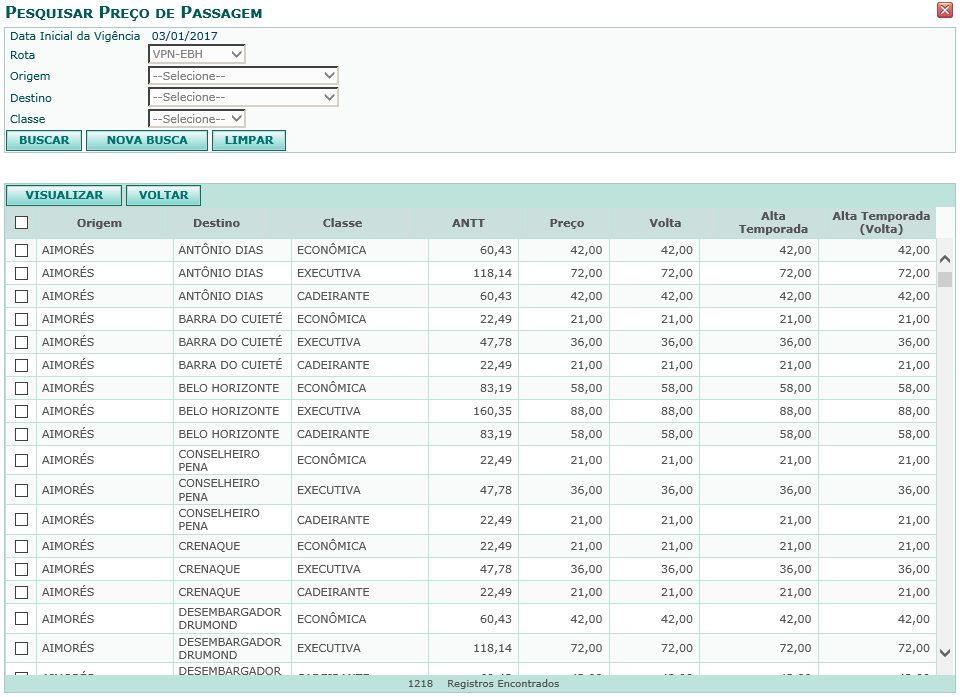 PESQUISAR PREÇO DE PASSAGEM
Data Inicial da Vigência 03/01/2017
Rota VPN-EBH
Origem --Selecione--
Destino --Selecione--
Classe --Selecione--
BUSCAR NOVA BUSCA LIMPAR
VISUALIZAR VOLTAR
Origem Destino Classe ANTT Preço Volta Alta Temporada Alta Temporada (Volta)
AIMORÉS ANTÔNIO DIAS ECONÔMICA 60,43 42,00 42,00 42,00 42,00
AIMORÉS ANTÔNIO DIAS EXECUTIVA 118,14 72,00 72,00 72,00 72,00
AIMORÉS ANTÔNIO DIAS CADEIRANTE 60,43 42,00 42,00 42,00 42,00
AIMORÉS BARRA DO CUIETÉ ECONÔMICA 22,49 21,00 21,00 21,00 21,00
AIMORÉS BARRA DO CUIETÉ EXECUTIVA 47,78 36,00 36,00 36,00 36,00
AIMORÉS BARRA DO CUIETÉ CADEIRANTE 22,49 21,00 21,00 21,00 21,00
AIMORÉS BELO HORIZONTE ECONÔMICA 83,19 58,00 58,00 58,00 58,00
AIMORÉS BELO HORIZONTE EXECUTIVA 160,35 88,00 88,00 88,00 88,00
AIMORÉS BELO HORIZONTE CADEIRANTE 83,19 58,00 58,00 58,00 58,00
AIMORÉS CONSELHEIRO PENA ECONÔMICA 22,49 21,00 21,00 21,00 21,00
AIMORÉS CONSELHEIRO PENA EXECUTIVA 47,78 36,00 36,00 36,00 36,00
AIMORÉS CONSELHEIRO PENA CADEIRANTE 22,49 21,00 21,00 21,00 21,00
AIMORÉS CRENAQUE ECONÔMICA 22,49 21,00 21,00 21,00 21,00
AIMORÉS CRENAQUE EXECUTIVA 47,78 36,00 36,00 36,00 36,00
AIMORÉS CRENAQUE CADEIRANTE 22,49 21,00 21,00 21,00 21,00
AIMORÉS DESEMBARGADOR DRUMOND ECONÔMICA 60,43 42,00 42,00 42,00 42,00
AIMORÉS DESEMBARGADOR DRUMOND EXECUTIVA 118,14 72,00 72,00 72,00 72,00
DESEMBARGADOR
1218 Registros Encontrados